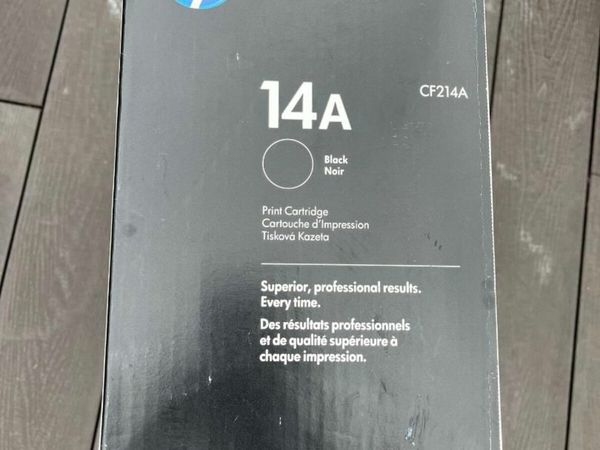 14A
CF214A
Black
Noir
Print Cartridge
Cartouche d'Impression
Tisková Kazeta
Superior, professional results.
Every time.
Des résultats professionnels
et de qualité supérieure à
chaque impression.